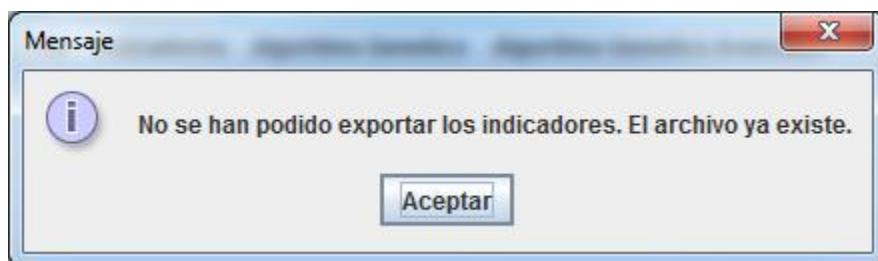 Mensaje
No se han podido exportar los indicadores. El archivo ya existe.
Aceptar